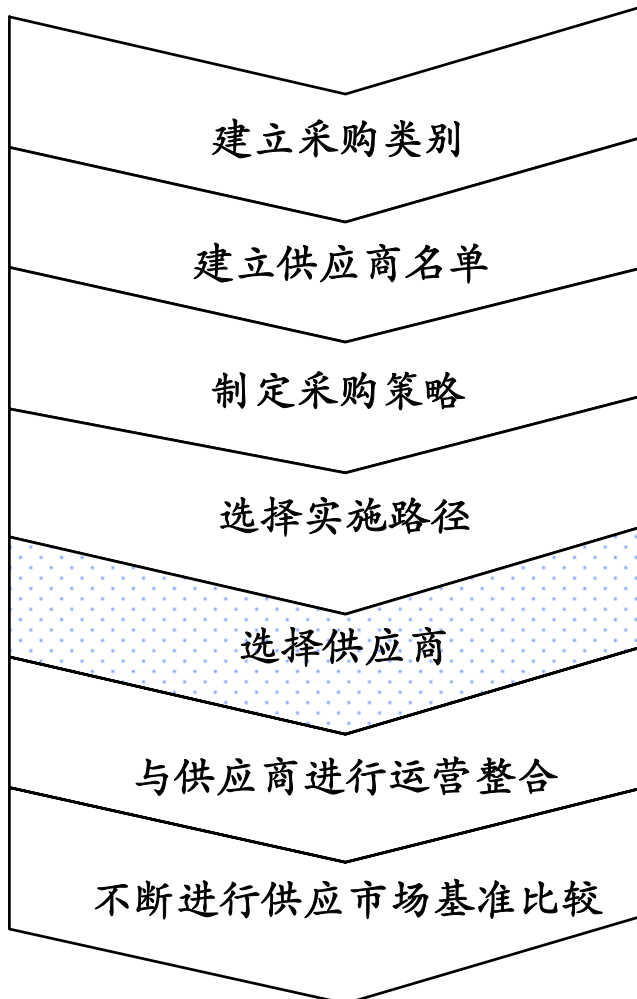 建立采购类别
建立供应商名单
制定采购策略
选择实施路径
选择供应商
与供应商进行运营整合
不断进行供应市场基准比较